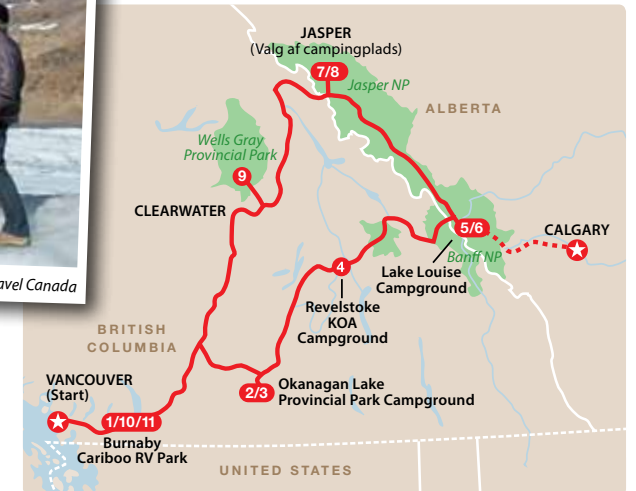 JASPER
(Valg af campingplads)
7/8
Jasper NP
ALBERTA
Wells Gray
Provincial Park
9
CLEARWATER
5/6
CALGARY
Banff NP
Lake Louise
Campground
4
Revelstoke
KOA
Campground
avel Canada
BRITISH
COLUMBIA
VANCOUVER
(Start)
2/3
Okanagan Lake
Provincial Park Campground
1/10/11
Burnaby
Cariboo RV Park
UNITED STATES